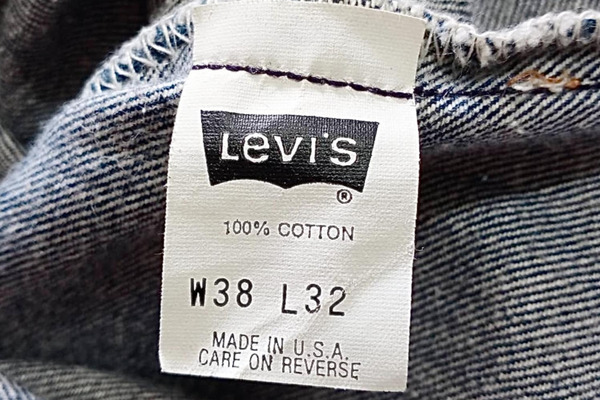 Levi's
®
100% COTTON
W38 L32
MADE IN U.S.A.
CARE ON REVERSE